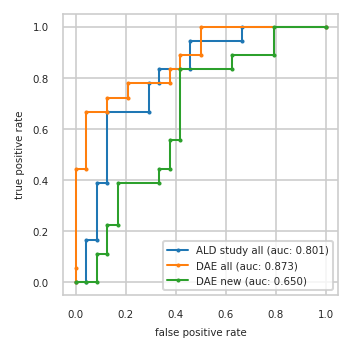 1.0
0.8
0.6
0.4
0.2
0.0
true positive rate
ALD study all (auc: 0.801)
DAE all (auc: 0.873)
DAE new (auc: 0.650)
0.0 0.2 0.4 0.6 0.8 1.0
false positive rate